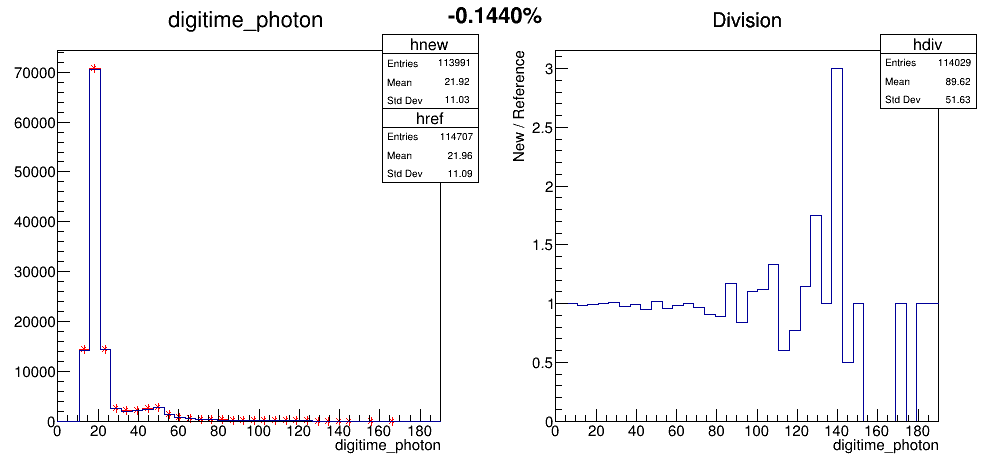 -0.1440%
digitime_photon
hnew
Entries 113991
Mean 21.92
Std Dev 11.03
href
Entries 114707
Mean 21.96
Std Dev 11.09
70000
60000
50000
40000
30000
20000
10000
0
0 20 40 60 80 100 120 140 160 180
digitime_photon
Division
hdiv
Entries 114029
Mean 89.62
Std Dev 51.63
New / Reference
3
2.5
2
1.5
1
0.5
0
0 20 40 60 80 100 120 140 160 180
digitime_photon